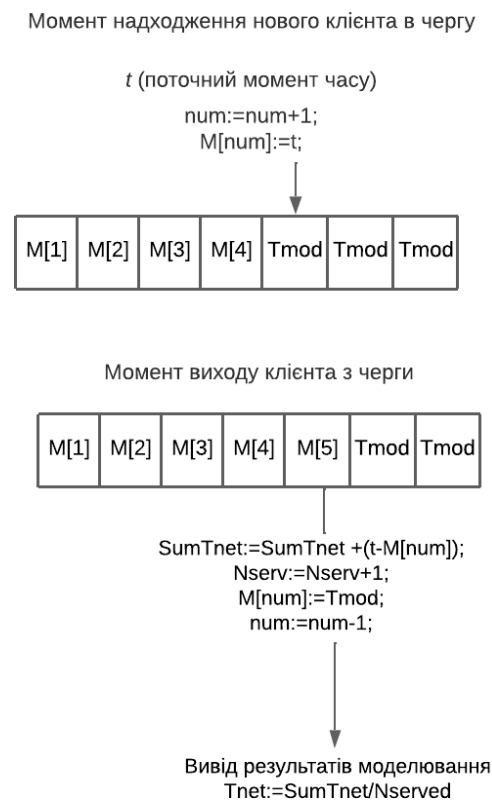 Момент надходження нового клієнта в чергу
t (поточний момент часу)
num:=num+1;
M[num]:=t;
M[1] M[2] M[3] M[4] Tmod Tmod Tmod
Момент виходу клієнта з черги
M[1] M[2] M[3] M[4] M[5] Tmod Tmod
SumTnet:=SumTnet +(t-M[num]);
Nserv:=Nserv+1;
M[num]:=Tmod;
num:=num-1;
Вивід результатів моделювання
Tnet:=SumTnet/Nserved